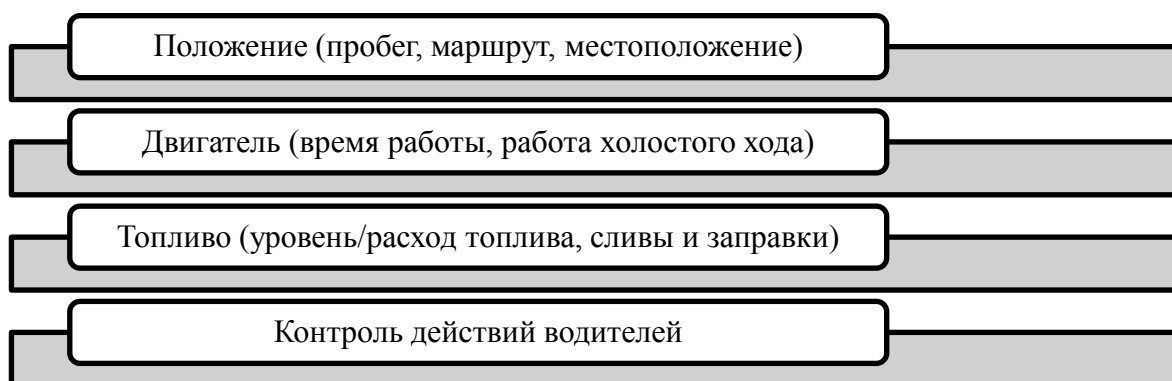 Положение (пробег, маршрут, местоположение)
Двигатель (время работы, работа холостого хода)
Топливо (уровень/расход топлива, сливы и заправки)
Контроль действий водителей